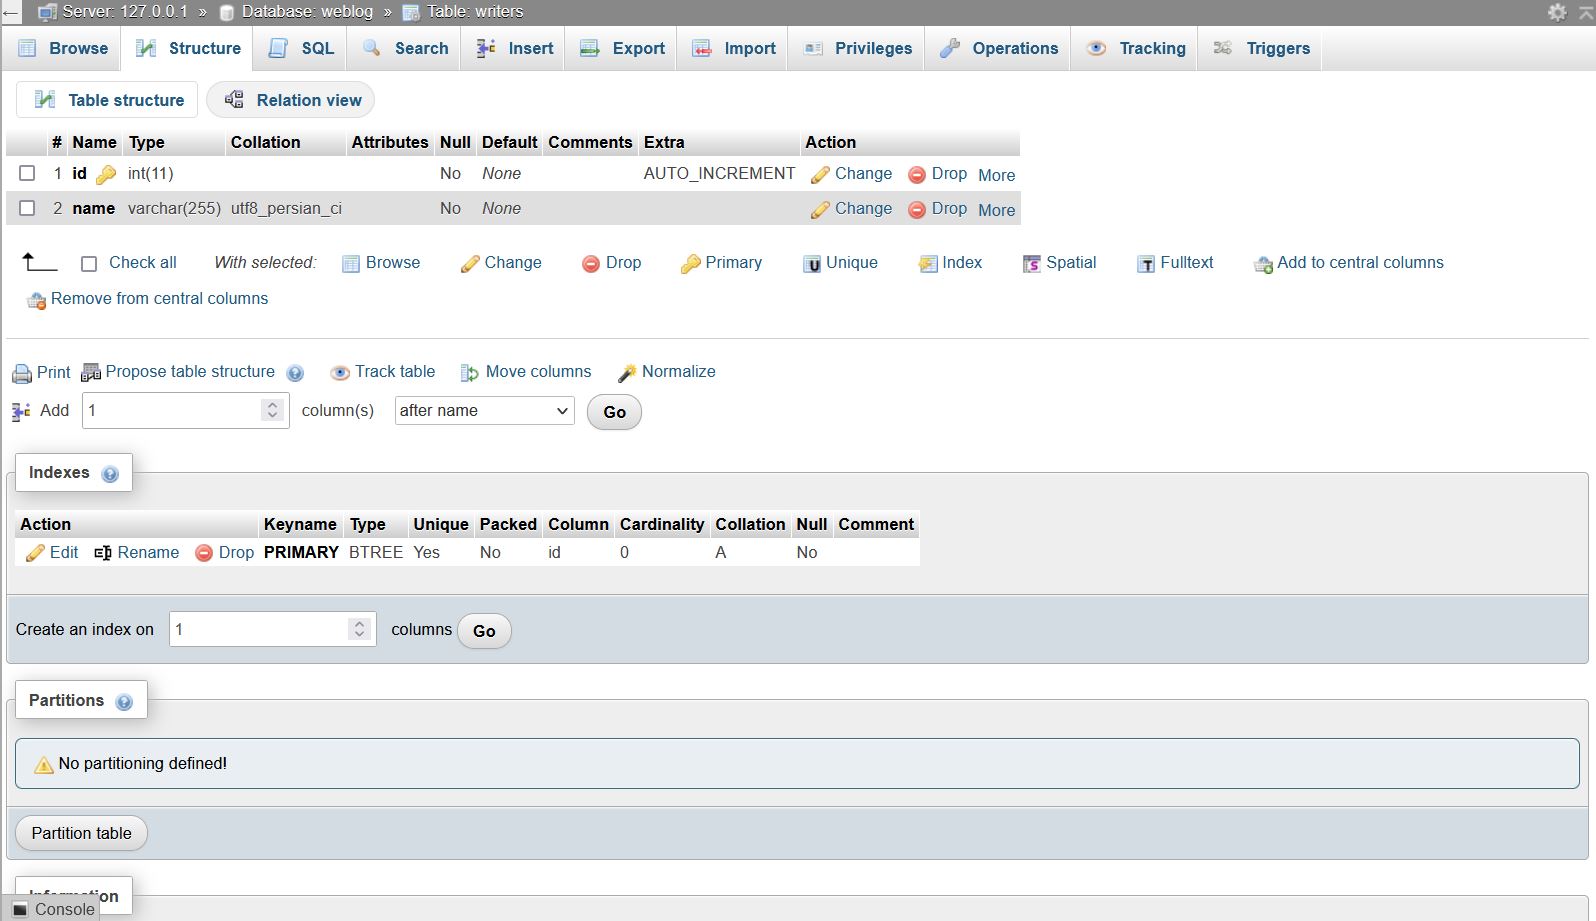 Server: 127.0.0.1 » Database: weblog » Table: writers
Browse Structure SQL Search Insert Export Import Privileges Operations Tracking Triggers
Table structure Relation view
# Name Type Collation Attributes Null Default Comments Extra Action
1 id int(11) No None AUTO_INCREMENT Change Drop More
2 name varchar(255) utf8_persian_ci No None Change Drop More
Check all With selected: Browse Change Drop Primary Unique Index Spatial Fulltext Add to central columns
Remove from central columns
Print Propose table structure Track table Move columns Normalize
Add 1 column(s) after name Go
Indexes
Action Keyname Type Unique Packed Column Cardinality Collation Null Comment
Edit Rename Drop PRIMARY BTREE Yes No id 0 A No
Create an index on 1 columns Go
Partitions
No partitioning defined!
Partition table
Information
Console